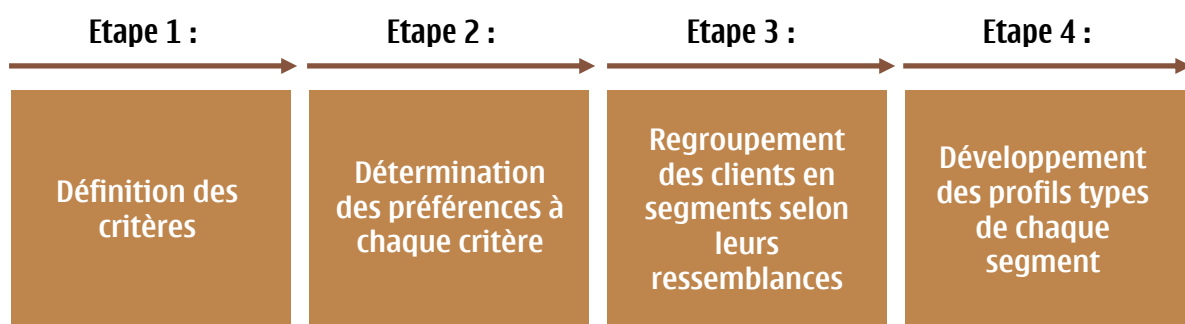 Etape 1 :
Définition des
critères
Etape 2 :
Détermination
des préférences à
chaque critère
Etape 3 :
Regroupement
des clients en
segments selon
leurs
ressemblances
Etape 4 :
Développement
des profils types
de chaque
segment